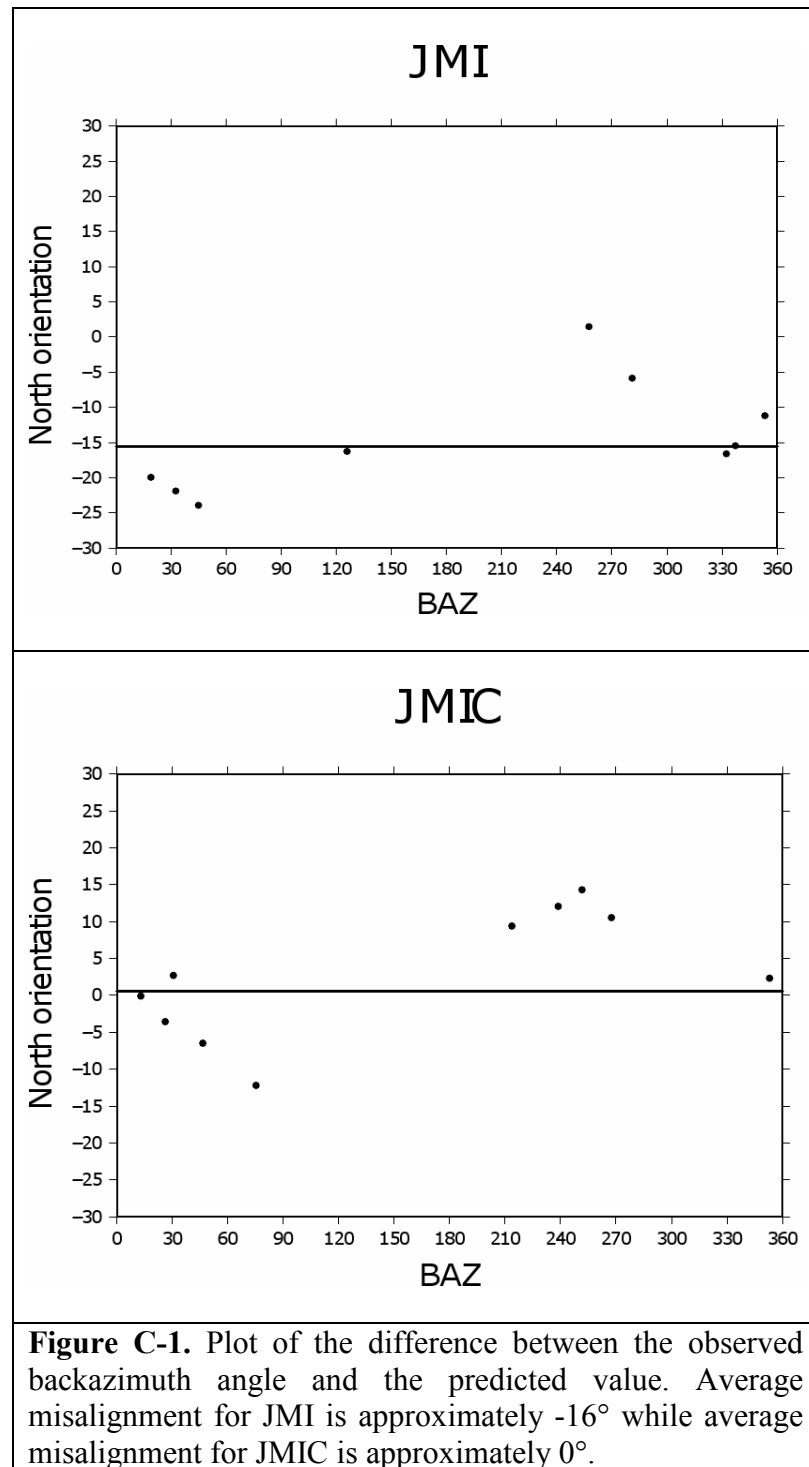 JMI
30
25
20
15
10
5
0
−5
−10
−15
−20
−25
−30
North orientation
0 30 60 90 120 150 180 210 240 270 300 330 360
BAZ
JMIC
30
25
20
15
10
5
0
−5
−10
−15
−20
−25
−30
North orientation
0 30 60 90 120 150 180 210 240 270 300 330 360
BAZ
Figure C-1. Plot of the difference between the observed
backazimuth angle and the predicted value. Average
misalignment for JMI is approximately -16° while average
misalignment for JMIC is approximately 0°.